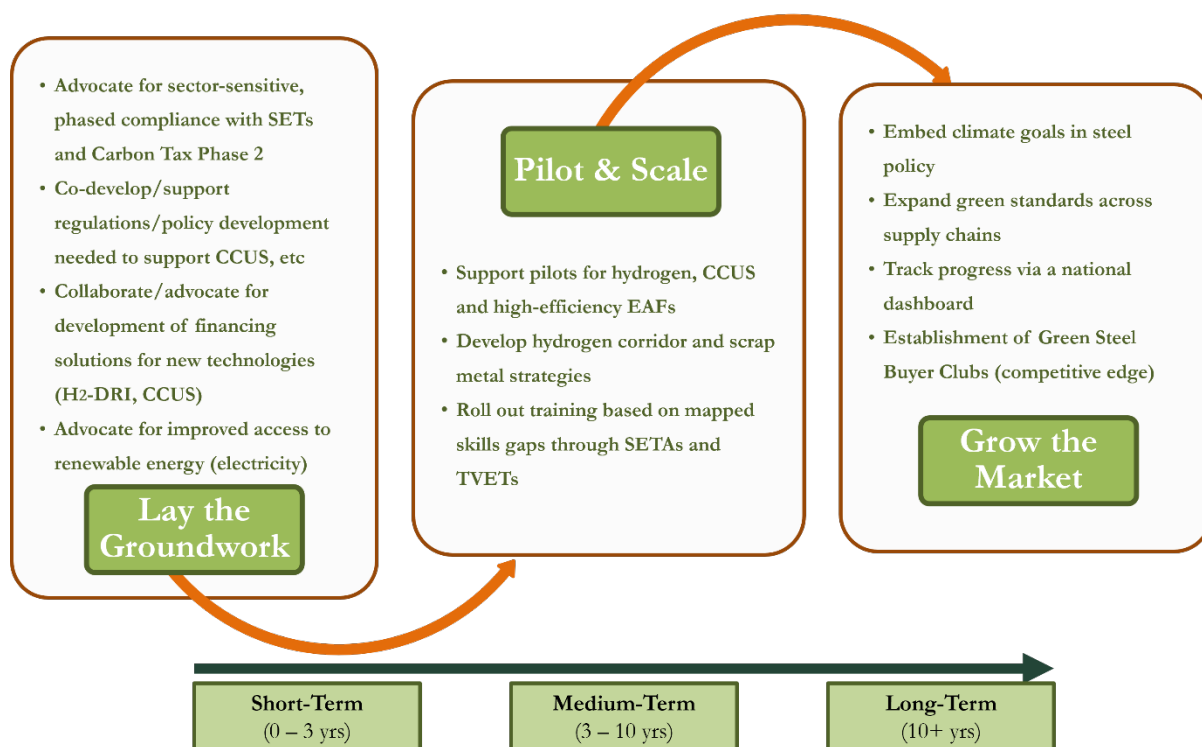 • Advocate for sector-sensitive,
phased compliance with SETs
and Carbon Tax Phase 2
• Co-develop/support
regulations/policy development
needed to support CCUS, etc
• Collaborate/advocate for
development of financing
solutions for new technologies
(H2-DRI, CCUS)
• Advocate for improved access to
renewable energy (electricity)
Lay the
Groundwork
Pilot & Scale
• Support pilots for hydrogen, CCUS
and high-efficiency EAFs
• Develop hydrogen corridor and scrap
metal strategies
• Roll out training based on mapped
skills gaps through SETAs and
TVETs
• Embed climate goals in steel
policy
• Expand green standards across
supply chains
• Track progress via a national
dashboard
• Establishment of Green Steel
Buyer Clubs (competitive edge)
Grow the
Market
Short-Term
(0 – 3 yrs)
Medium-Term
(3 – 10 yrs)
Long-Term
(10+ yrs)